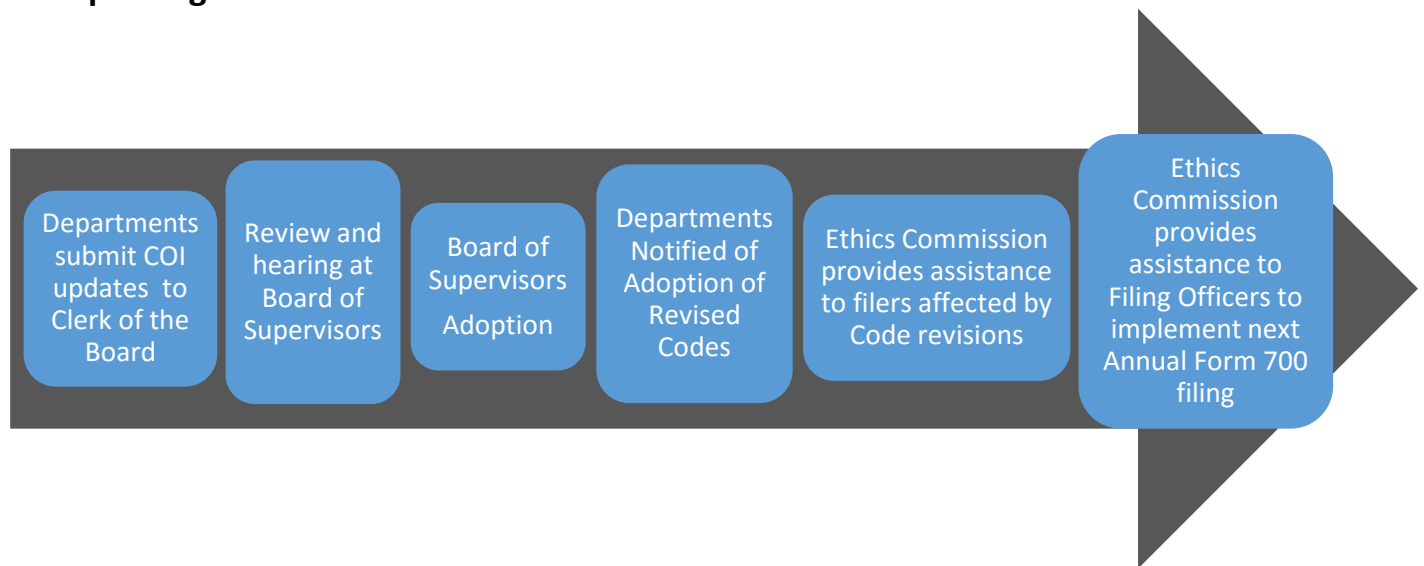 Departments
submit COI
updates to
Clerk of the
Board
Review and
hearing at
Board of
Supervisors
Board of
Supervisors
Adoption
Departments
Notified of
Adoption of
Revised
Codes
Ethics Commission
provides assistance
to filers affected by
Code revisions
Ethics
Commission
provides
assistance to
Filing Officers to
implement next
Annual Form 700
filing